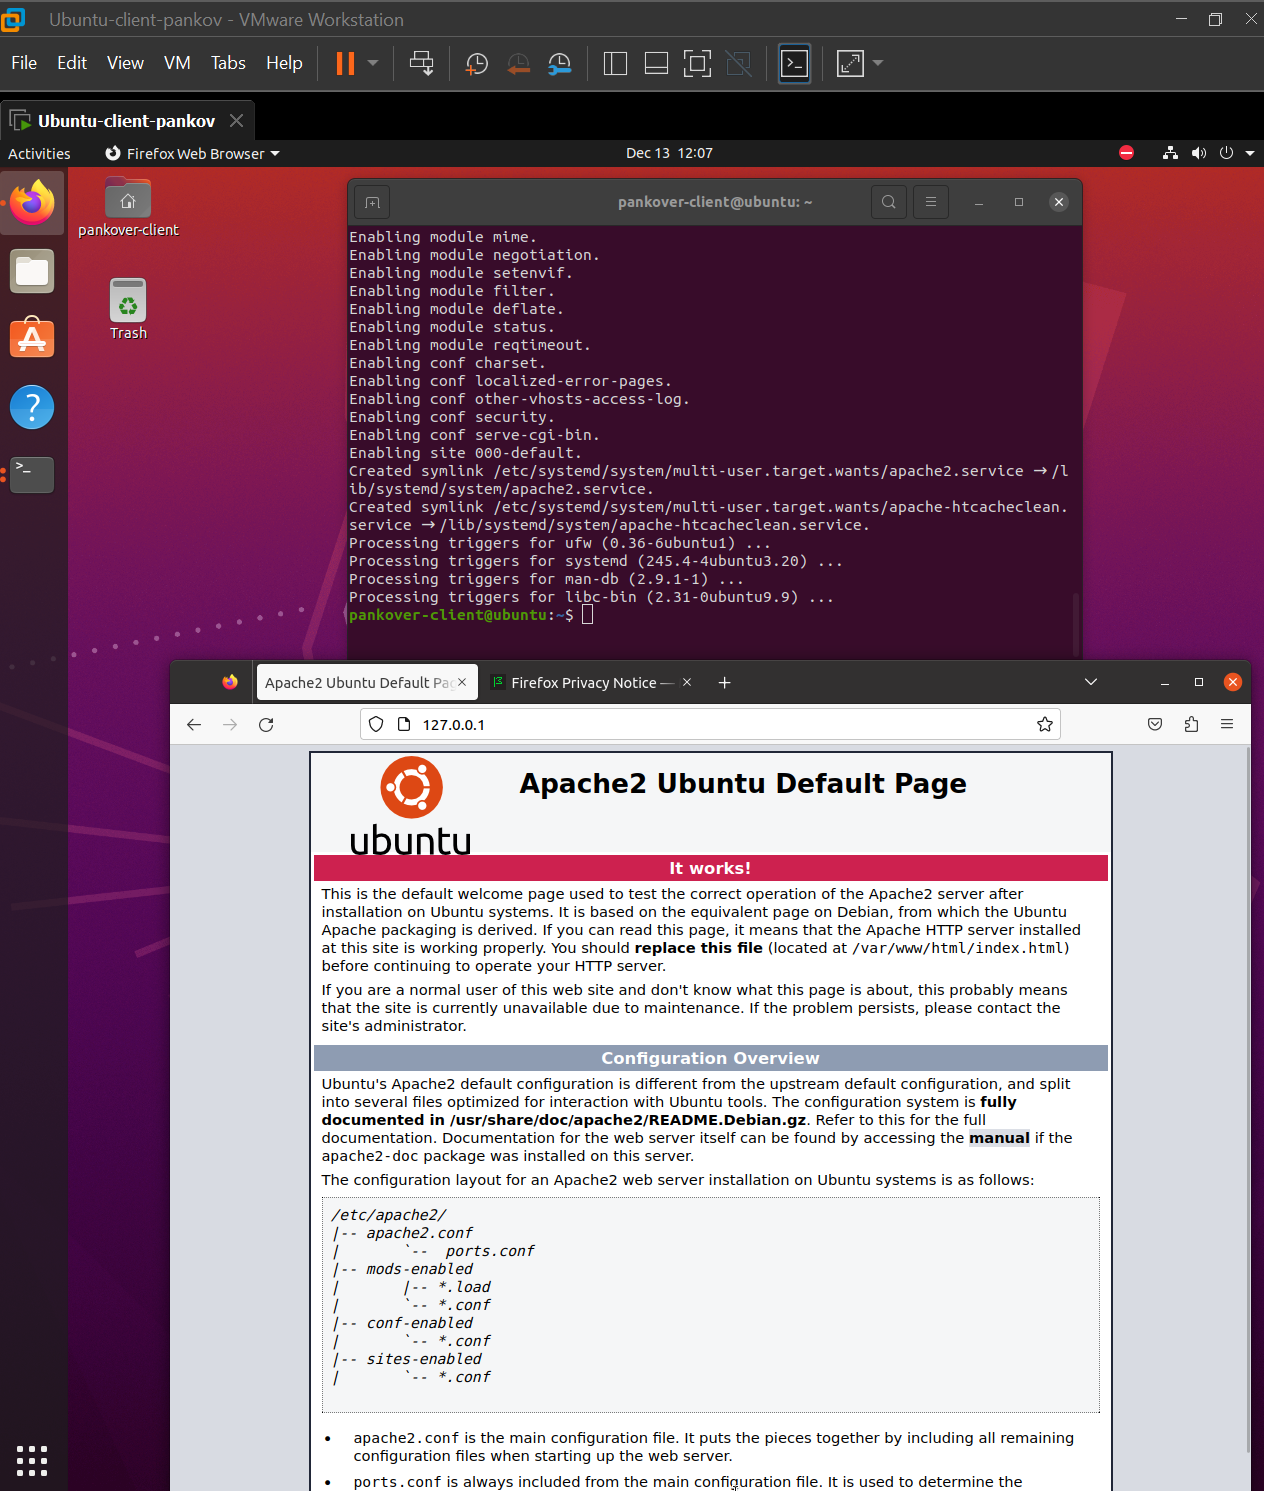 Ubuntu-client-pankov - VMware Workstation
File Edit View VM Tabs Help
Ubuntu-client-pankov
Activities Firefox Web Browser Dec 13 12:07
pankover-client
Trash
pankover-client@ubuntu: ~
Enabling module mime.
Enabling module negotiation.
Enabling module setenvif.
Enabling module filter.
Enabling module deflate.
Enabling module status.
Enabling module reqtimeout.
Enabling conf charset.
Enabling conf localized-error-pages.
Enabling conf other-vhosts-access-log.
Enabling conf security.
Enabling conf serve-cgi-bin.
Enabling site 000-default.
Created symlink /etc/systemd/system/multi-user.target.wants/apache2.service → /l
ib/systemd/system/apache2.service.
Created symlink /etc/systemd/system/multi-user.target.wants/apache-htcacheclean.
service → /lib/systemd/system/apache-htcacheclean.service.
Processing triggers for ufw (0.36-6ubuntu1) ...
Processing triggers for systemd (245.4-4ubuntu3.20) ...
Processing triggers for man-db (2.9.1-1) ...
Processing triggers for libc-bin (2.31-0ubuntu9.9) ...
pankover-client@ubuntu:~$
Apache2 Ubuntu Default Pag Firefox Privacy Notice —
127.0.0.1
ubuntu
Apache2 Ubuntu Default Page
It works!
This is the default welcome page used to test the correct operation of the Apache2 server after
installation on Ubuntu systems. It is based on the equivalent page on Debian, from which the Ubuntu
Apache packaging is derived. If you can read this page, it means that the Apache HTTP server installed
at this site is working properly. You should replace this file (located at /var/www/html/index.html)
before continuing to operate your HTTP server.
If you are a normal user of this web site and don't know what this page is about, this probably means
that the site is currently unavailable due to maintenance. If the problem persists, please contact the
site's administrator.
Configuration Overview
Ubuntu's Apache2 default configuration is different from the upstream default configuration, and split
into several files optimized for interaction with Ubuntu tools. The configuration system is fully
documented in /usr/share/doc/apache2/README.Debian.gz. Refer to this for the full
documentation. Documentation for the web server itself can be found by accessing the manual if the
apache2-doc package was installed on this server.
The configuration layout for an Apache2 web server installation on Ubuntu systems is as follows:
/etc/apache2/
|-- apache2.conf
|       `--  ports.conf
|-- mods-enabled
|       |-- *.load
|       `-- *.conf
|-- conf-enabled
|       `-- *.conf
|-- sites-enabled
|       `-- *.conf
• apache2.conf is the main configuration file. It puts the pieces together by including all remaining
configuration files when starting up the web server.
• ports.conf is always included from the main configuration file. It is used to determine the